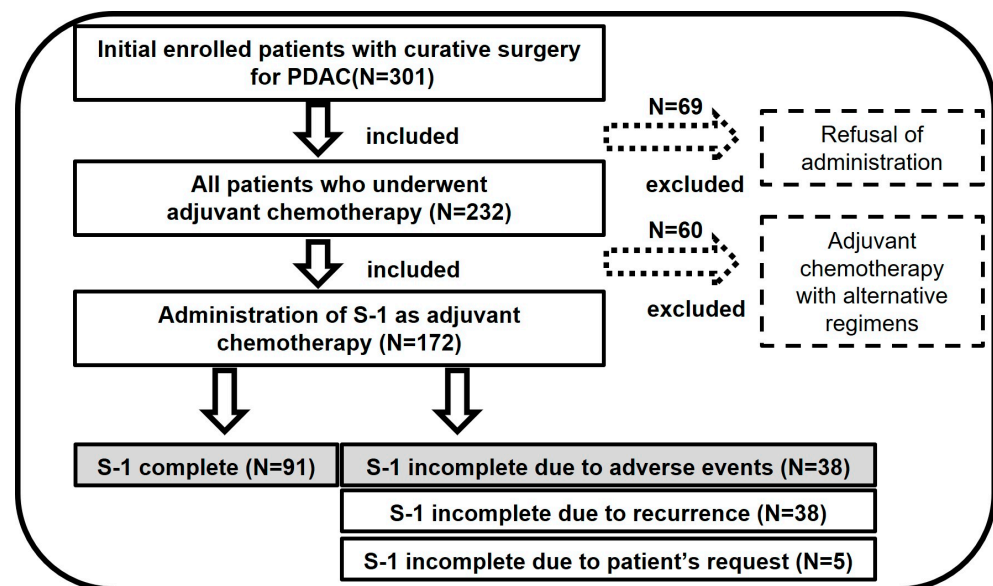 Initial enrolled patients with curative surgery
for PDAC(N=301)
included
N=69
excluded
Refusal of
administration
All patients who underwent
adjuvant chemotherapy (N=232)
included
N=60
excluded
Adjuvant
chemotherapy
with alternative
regimens
Administration of S-1 as adjuvant
chemotherapy (N=172)
S-1 complete (N=91)
S-1 incomplete due to adverse events (N=38)
S-1 incomplete due to recurrence (N=38)
S-1 incomplete due to patient's request (N=5)